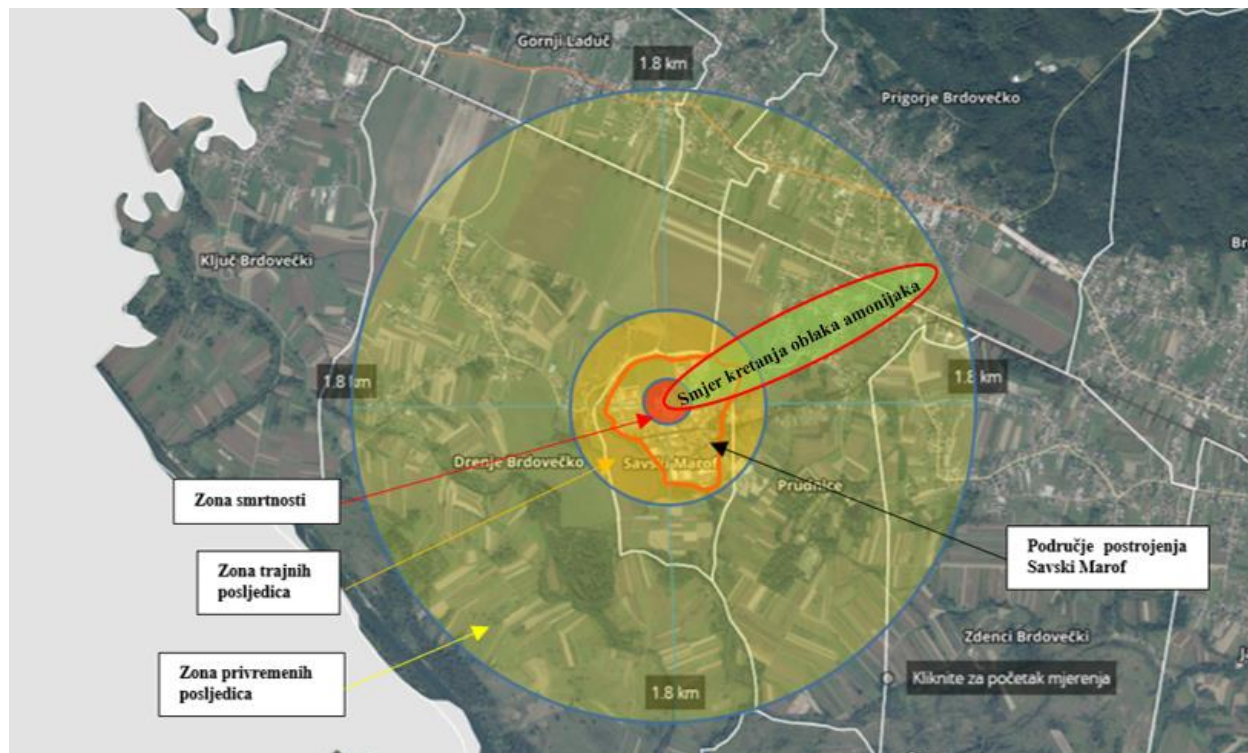 Gornji Laduč
1.8 km
Prigorje Brdovečko
Ključ Brdovečki
Br
Smjer kretanja oblaka amonijaka
1.8 km
1.8 km
Drenje Brdovečko
Savski Marof
Prudnice
Zona smrtnosti
Područje postrojenja
Savski Marof
Zona trajnih
posljedica
Zdenci Brdovečki
Zona privremenih
posljedica
1.8 km
Kliknite za početak mjerenja